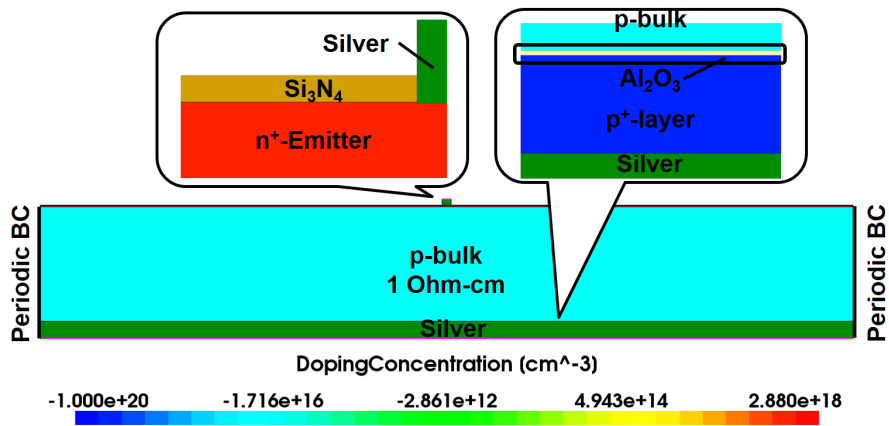 Silver
Si₃N₄
n⁺-Emitter
p-bulk
Al₂O₃
p⁺-layer
Silver
Periodic BC
p-bulk
1 Ohm-cm
Silver
Periodic BC
DopingConcentration (cm^-3)
-1.000e+20 -1.716e+16 -2.861e+12 4.943e+14 2.880e+18